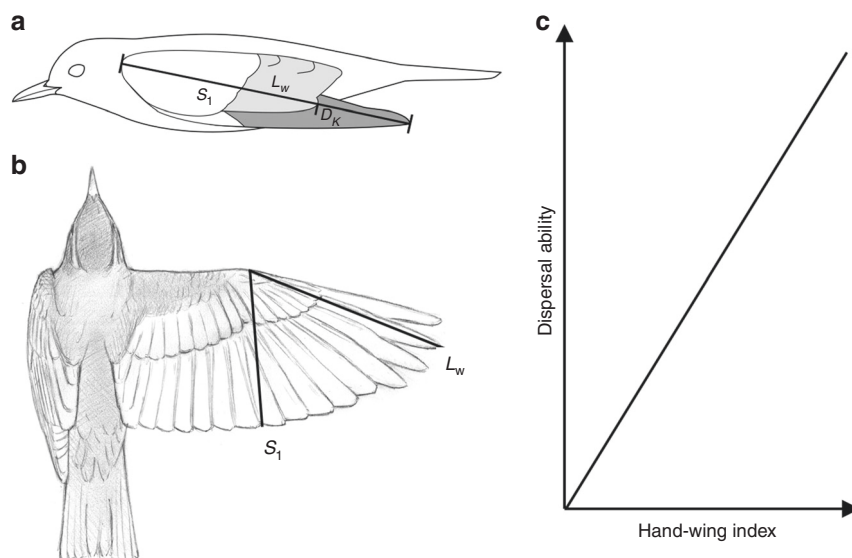 a
S1
Lw
DK
b
Lw
S1
c
Dispersal ability
Hand-wing index